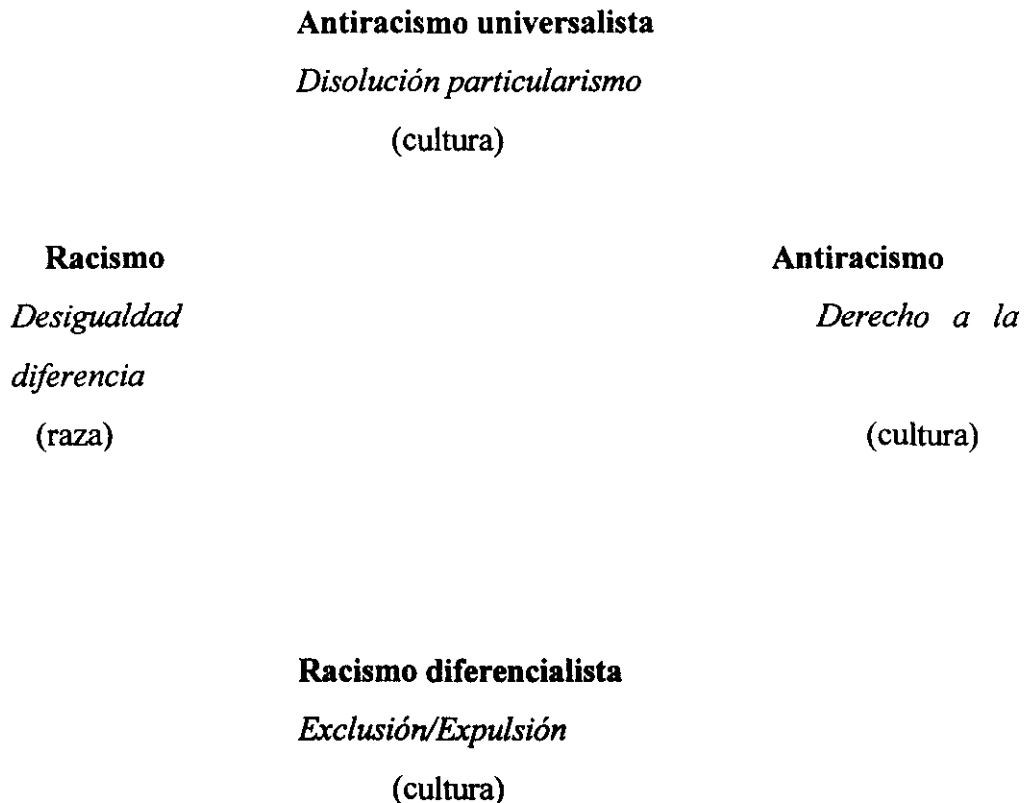 Antiracismo universalista
Disolución particularismo
(cultura)
Racismo Antiracismo
Desigualdad Derecho a la
diferencia
(raza) (cultura)
Racismo diferencialista
Exclusión/Expulsión
(cultura)